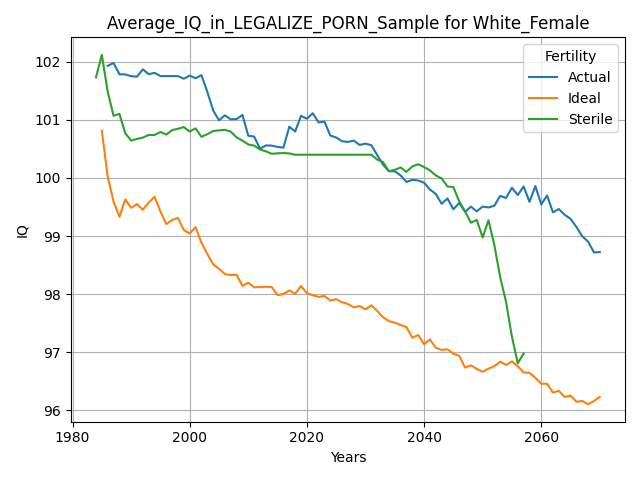 Average_IQ_in_LEGALIZE_PORN_Sample for White_Female
Fertility
Actual
Ideal
Sterile
102
101
100
99
98
97
96
IQ
1980
2000
2020
2040
2060
Years